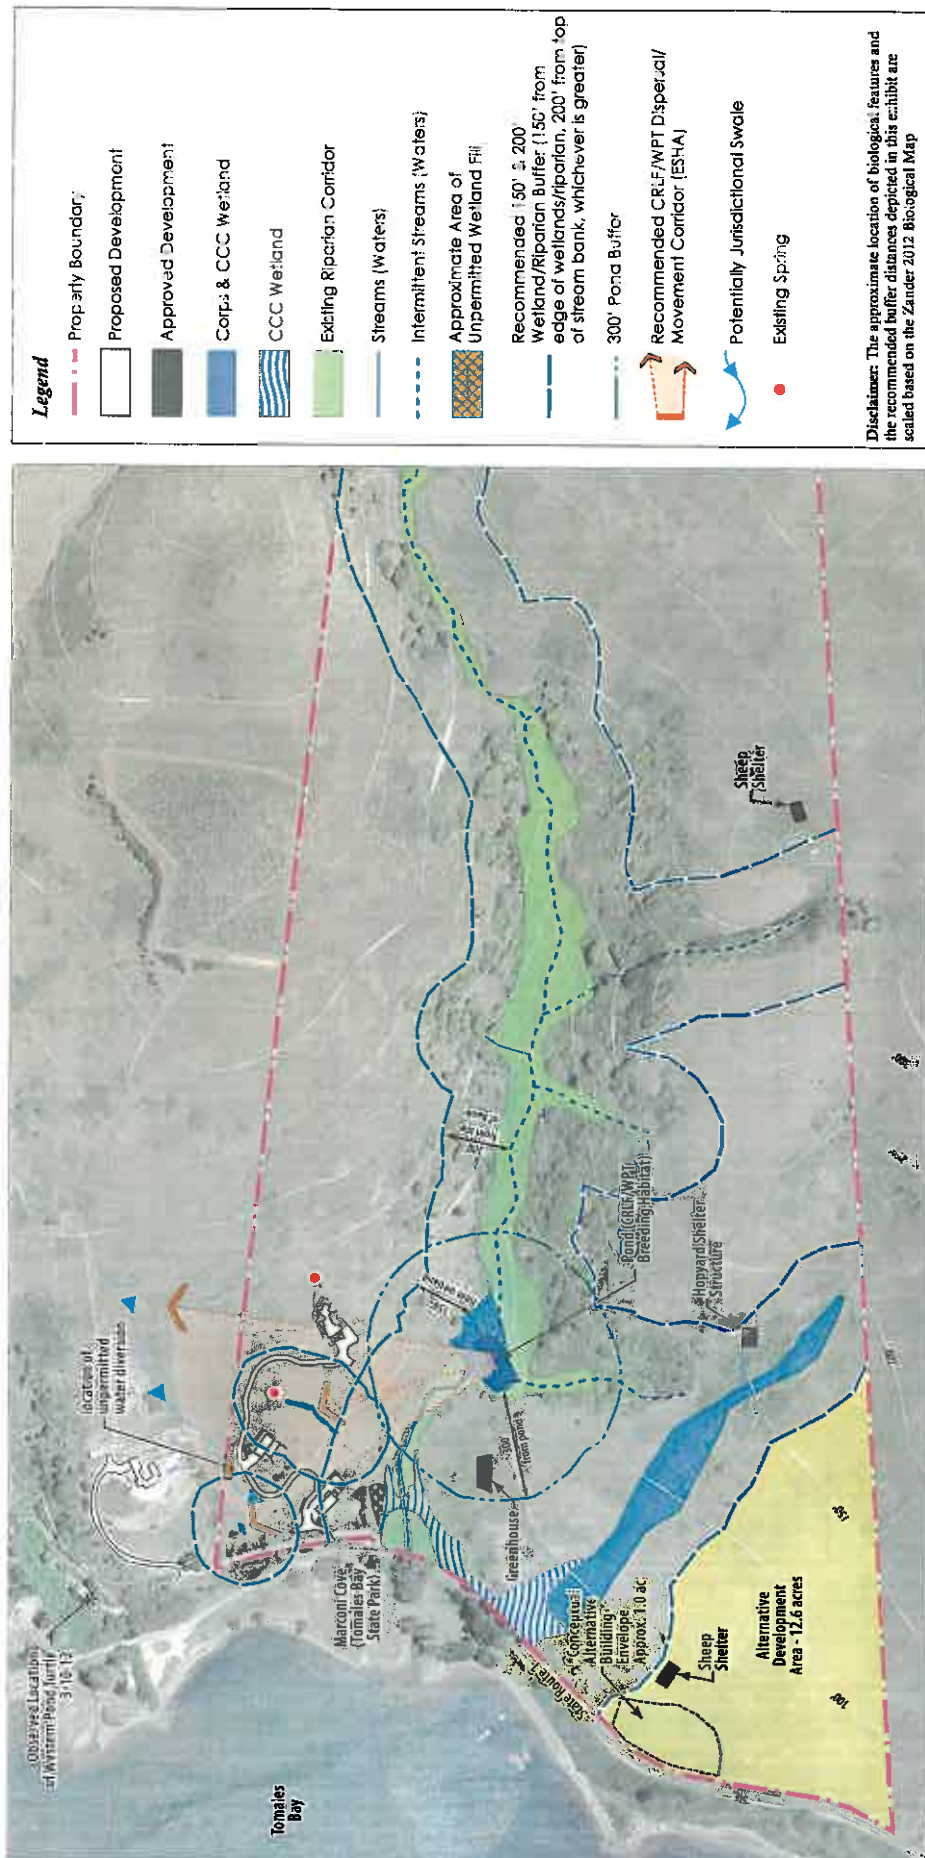 Legend
Property Boundary
Proposed Development
Approved Development
Corps & CCC Wetland
CCC Wetland
Existing Riparian Corridor
Streams (Waters)
Intermittent Streams (Waters)
Approximate Area of
Unpermitted Wetland Fill
Recommended 150' & 200'
Wetland/Riparian Buffer (150' from
edge of wetlands/riparian, 200' from top
of stream bank, whichever is greater)
300' Pond Buffer
Recommended CRLF/WPT Dispersal/
Movement Corridor (ESHA)
Potentially Jurisdictional Swale
Existing Spring
Disclaimer: The approximate location of biological features and
the recommended buffer distances depicted in this exhibit are
scaled based on the Zander 2012 Biological Map
Observed Location
of Western Pond Turtle
3-10-12
location of
unpermitted
water diversion
Tomales
Bay
Marconi Cove
(Tomales Bay
State Park)
Greenhouse
300'
from pond
Pond (CRLF/WPT
Breeding Habitat)
Hopyard Shelter
Structure
Sheep
Shelter
State Route 1
Conceptual
Alternative
Building
Envelope
Approx. 1.0 ac.
Sheep
Shelter
Alternative
Development
Area - 12.6 acres
100'
150'
100'